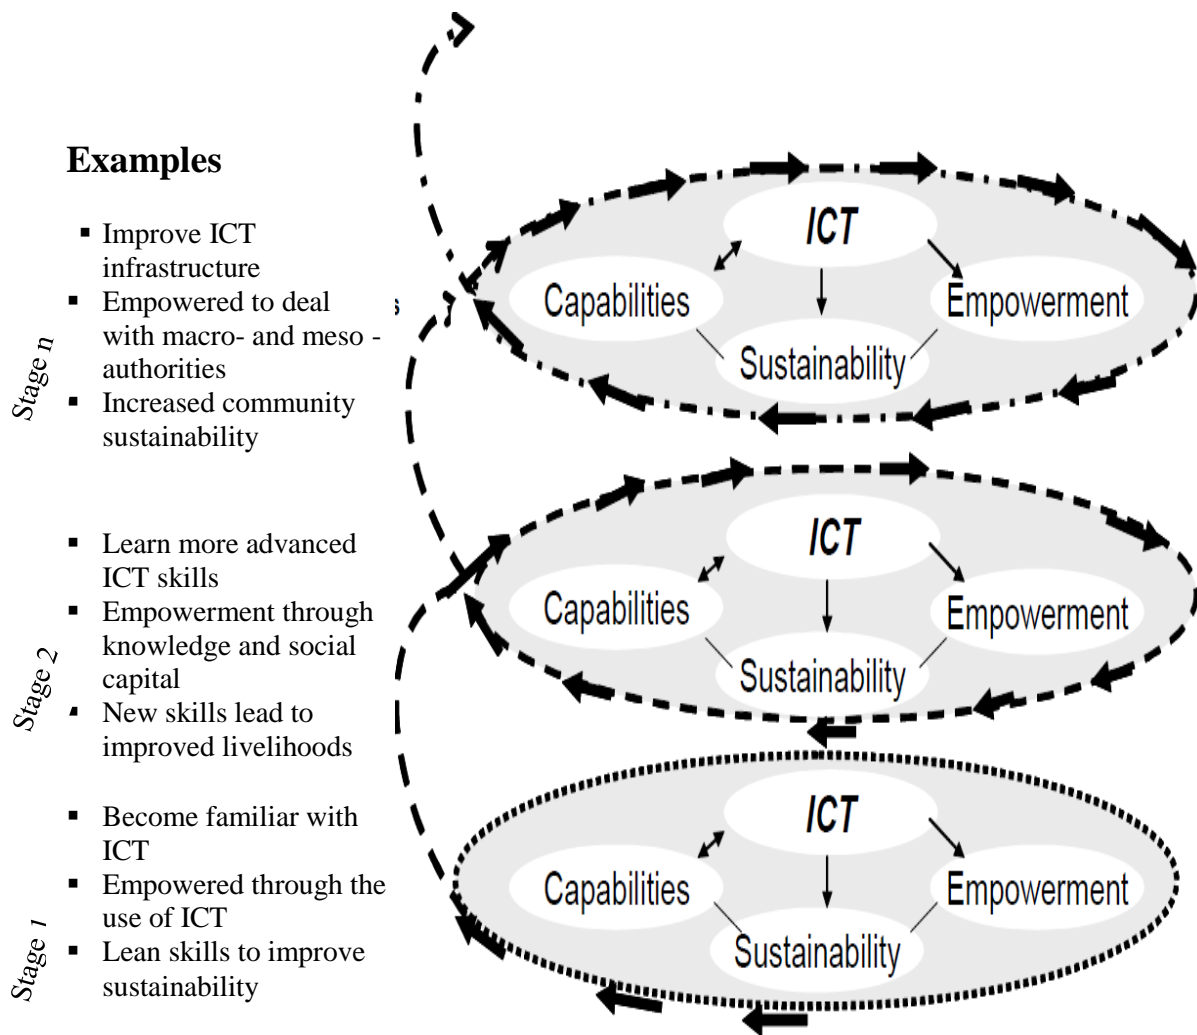 Examples
Stage n
▪ Improve ICT
infrastructure
▪ Empowered to deal
with macro- and meso -
authorities
▪ Increased community
sustainability
s
ICT
Capabilities
Empowerment
Sustainability
Stage 2
▪ Learn more advanced
ICT skills
▪ Empowerment through
knowledge and social
capital
▪ New skills lead to
improved livelihoods
ICT
Capabilities
Empowerment
Sustainability
Stage 1
▪ Become familiar with
ICT
▪ Empowered through the
use of ICT
▪ Lean skills to improve
sustainability
ICT
Capabilities
Empowerment
Sustainability